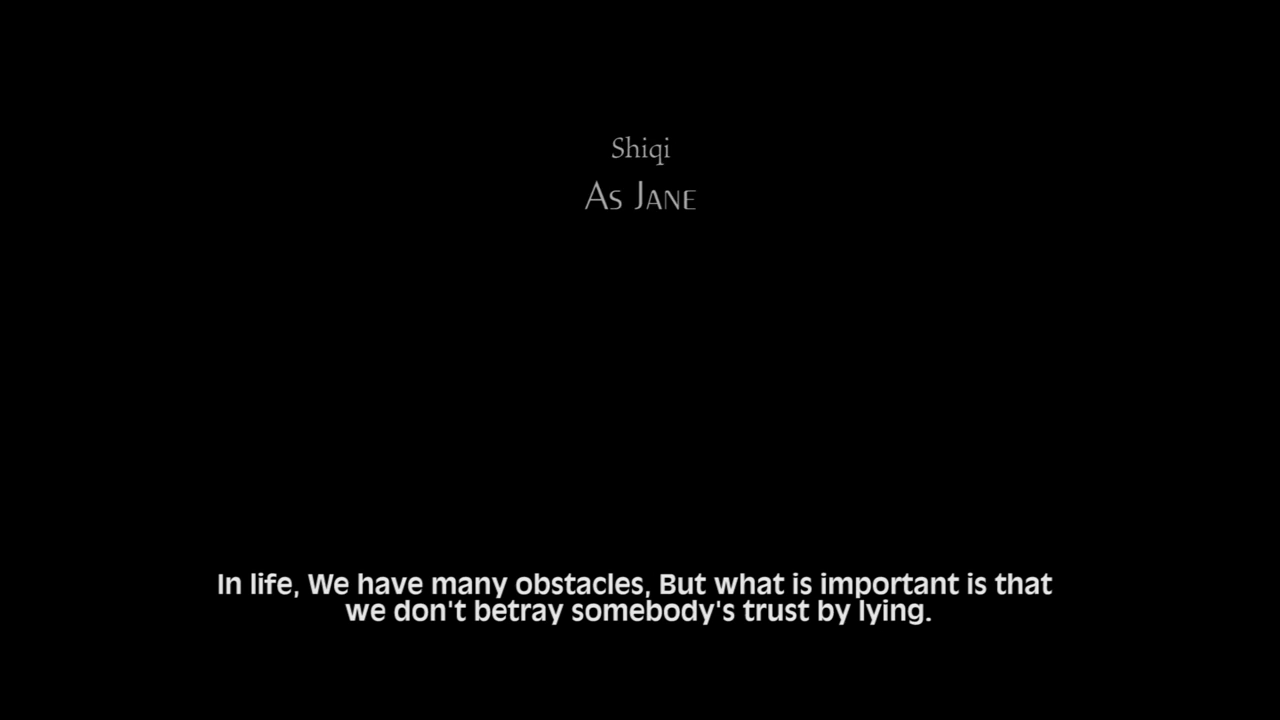 Shiqi
As Jane
In life, We have many obstacles, But what is important is that
we don't betray somebody's trust by lying.